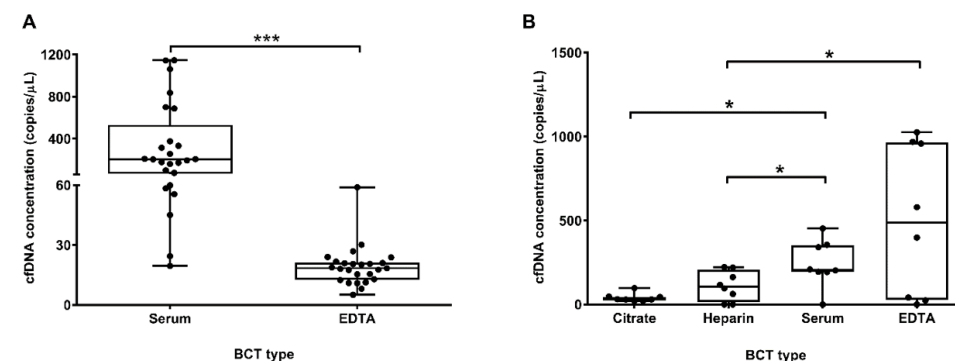 A
***
cfDNA concentration (copies/µL)
1200
800
400
60
30
0
Serum
EDTA
BCT type
B
*
*
*
cfDNA concentration (copies/µL)
1500
1000
500
0
Citrate
Heparin
Serum
EDTA
BCT type